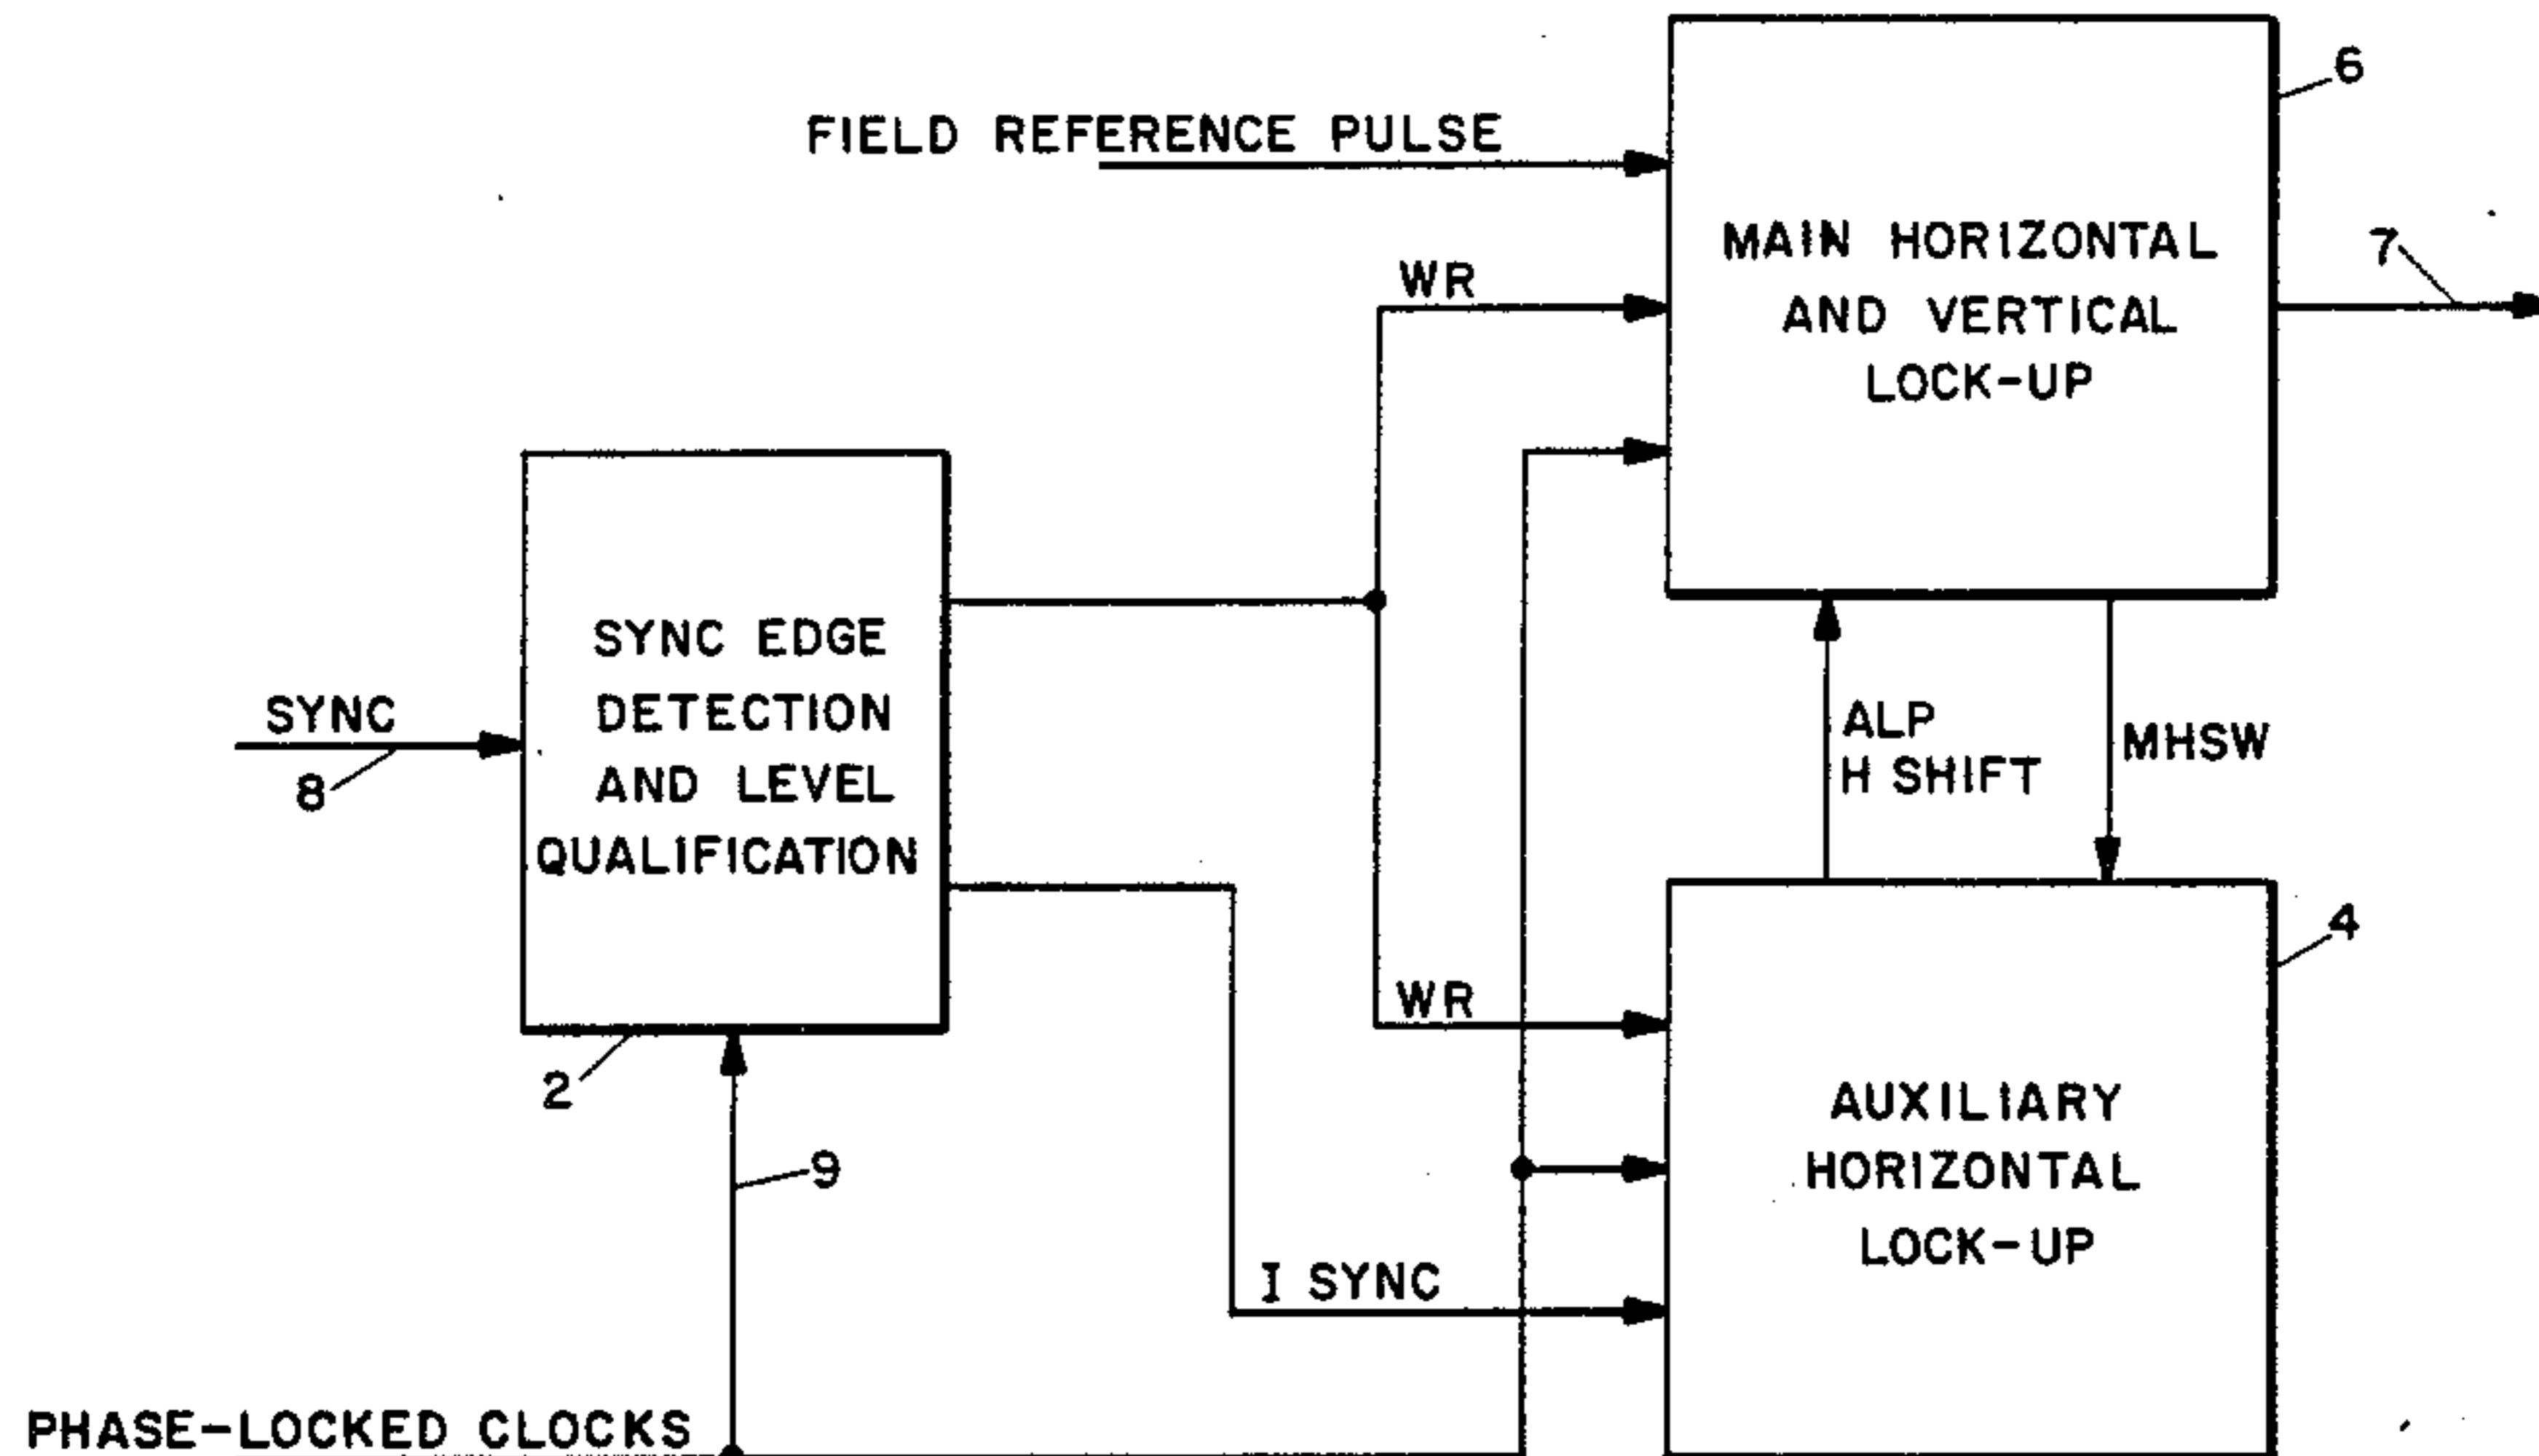 FIELD REFERENCE PULSE
6
MAIN HORIZONTAL
AND VERTICAL
LOCK-UP
WR
7
SYNC EDGE
DETECTION
AND LEVEL
QUALIFICATION
SYNC
8
2
9
ALP
H SHIFT
MHSW
4
WR
AUXILIARY
HORIZONTAL
LOCK-UP
I SYNC
PHASE-LOCKED CLOCKS